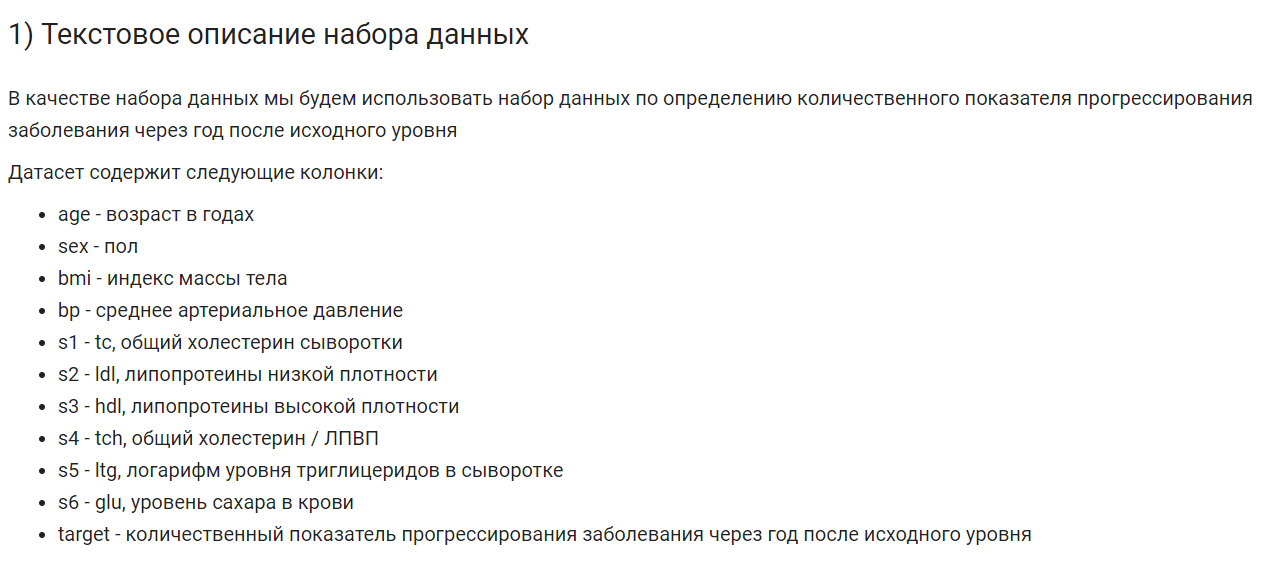 1) Текстовое описание набора данных
В качестве набора данных мы будем использовать набор данных по определению количественного показателя прогрессирования
заболевания через год после исходного уровня
Датасет содержит следующие колонки:
• age - возраст в годах
• sex - пол
• bmi - индекс массы тела
• bp - среднее артериальное давление
• s1 - tc, общий холестерин сыворотки
• s2 - ldl, липопротеины низкой плотности
• s3 - hdl, липопротеины высокой плотности
• s4 - tch, общий холестерин / ЛПВП
• s5 - ltg, логарифм уровня триглицеридов в сыворотке
• s6 - glu, уровень сахара в крови
• target - количественный показатель прогрессирования заболевания через год после исходного уровня